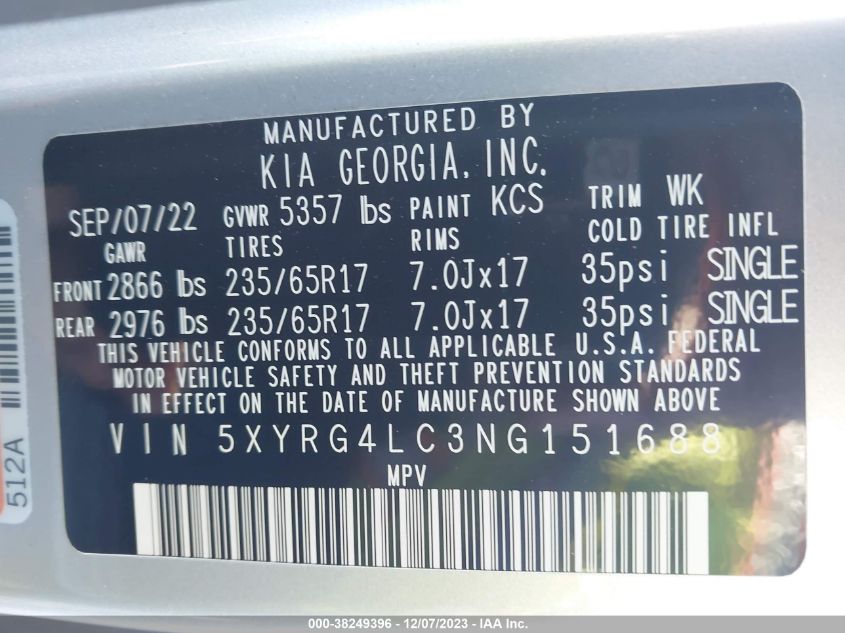 MANUFACTURED BY
KIA GEORGIA, INC.
SEP/07/22 GVWR 5357 lbs PAINT KCS TRIM WK
GAWR TIRES RIMS COLD TIRE INFL
FRONT 2866 lbs 235/65R17 7.0Jx17 35psi SINGLE
REAR 2976 lbs 235/65R17 7.0Jx17 35psi SINGLE
THIS VEHICLE CONFORMS TO ALL APPLICABLE U.S.A. FEDERAL
MOTOR VEHICLE SAFETY AND THEFT PREVENTION STANDARDS
IN EFFECT ON THE DATE OF MANUFACTURE SHOWN ABOVE
VIN 5XYRG4LC3NG151688
MPV
512A
000-38249396 - 12/07/2023 - IAA Inc.